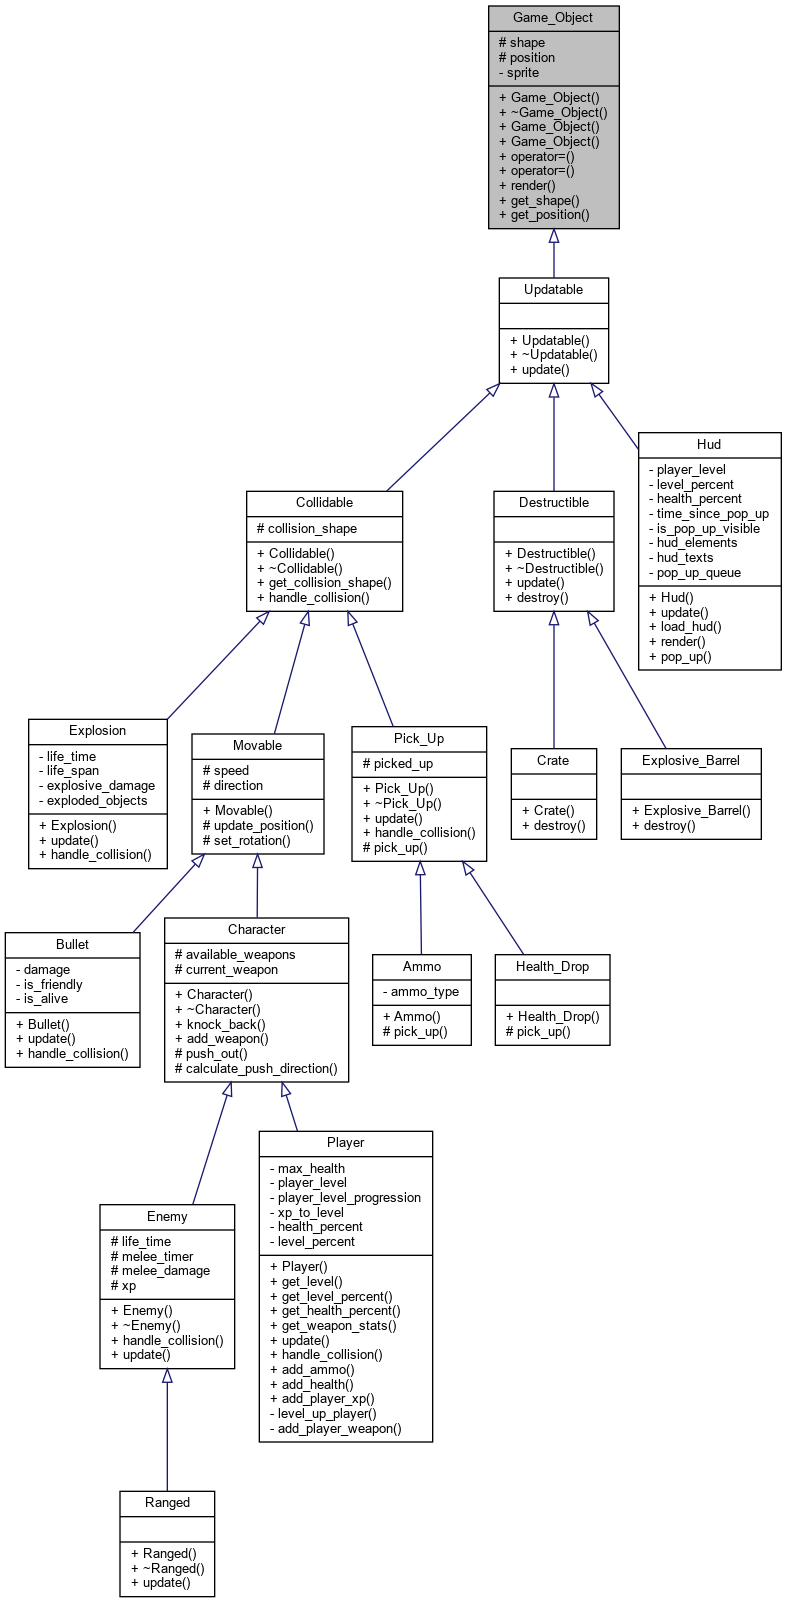 Game_Object
# shape
# position
- sprite
+ Game_Object()
+ ~Game_Object()
+ Game_Object()
+ Game_Object()
+ operator=()
+ operator=()
+ render()
+ get_shape()
+ get_position()
Updatable
+ Updatable()
+ ~Updatable()
+ update()
Collidable
# collision_shape
+ Collidable()
+ ~Collidable()
+ get_collision_shape()
+ handle_collision()
Destructible
+ Destructible()
+ ~Destructible()
+ update()
+ destroy()
Hud
- player_level
- level_percent
- health_percent
- time_since_pop_up
- is_pop_up_visible
- hud_elements
- hud_texts
- pop_up_queue
+ Hud()
+ update()
+ load_hud()
+ render()
+ pop_up()
Explosion
- life_time
- life_span
- explosive_damage
- exploded_objects
+ Explosion()
+ update()
+ handle_collision()
Movable
# speed
# direction
+ Movable()
# update_position()
# set_rotation()
Pick_Up
# picked_up
+ Pick_Up()
+ ~Pick_Up()
+ update()
+ handle_collision()
# pick_up()
Crate
+ Crate()
+ destroy()
Explosive_Barrel
+ Explosive_Barrel()
+ destroy()
Bullet
- damage
- is_friendly
- is_alive
+ Bullet()
+ update()
+ handle_collision()
Character
# available_weapons
# current_weapon
+ Character()
+ ~Character()
+ knock_back()
+ add_weapon()
# push_out()
# calculate_push_direction()
Ammo
- ammo_type
+ Ammo()
# pick_up()
Health_Drop
+ Health_Drop()
# pick_up()
Enemy
# life_time
# melee_timer
# melee_damage
# xp
+ Enemy()
+ ~Enemy()
+ handle_collision()
+ update()
Player
- max_health
- player_level
- player_level_progression
- xp_to_level
- health_percent
- level_percent
+ Player()
+ get_level()
+ get_level_percent()
+ get_health_percent()
+ get_weapon_stats()
+ update()
+ handle_collision()
+ add_ammo()
+ add_health()
+ add_player_xp()
- level_up_player()
- add_player_weapon()
Ranged
+ Ranged()
+ ~Ranged()
+ update()